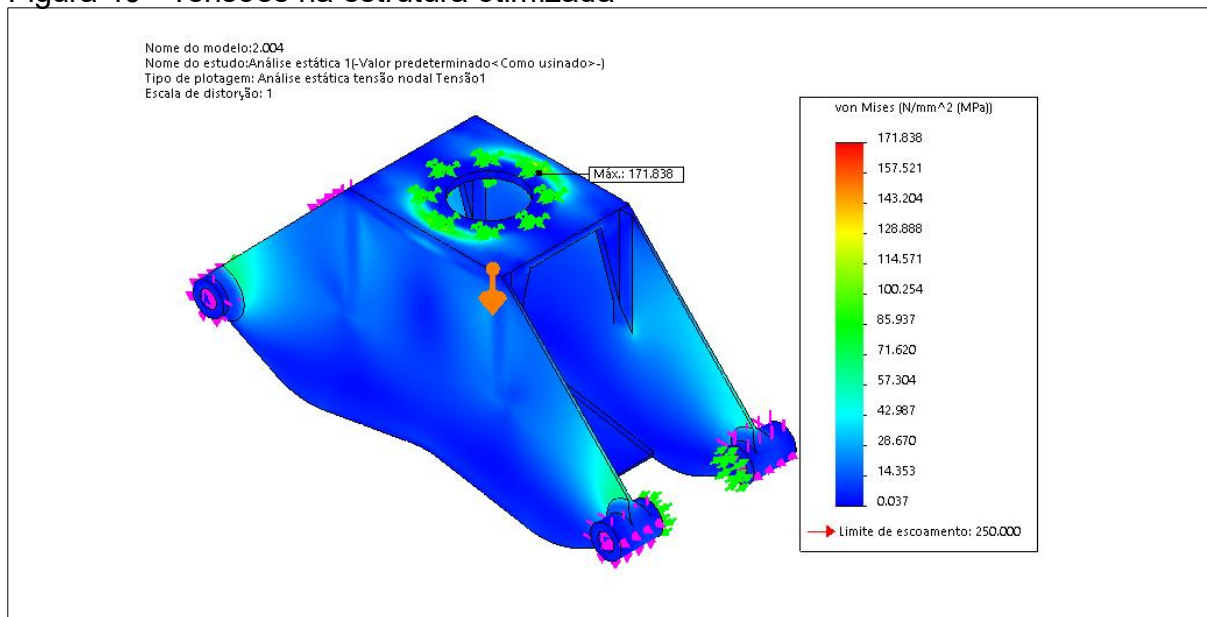 Nome do modelo:2.004
Nome do estudo:Análise estática 1(-Valor predeterminado<Como usinado>-)
Tipo de plotagem: Análise estática tensão nodal Tensão1
Escala de distorção: 1
von Mises (N/mm^2 (MPa))
171.838
157.521
143.204
128.888
114.571
100.254
85.937
71.620
57.304
42.987
28.670
14.353
0.037
Limite de escoamento: 250.000
Máx.: 171.838